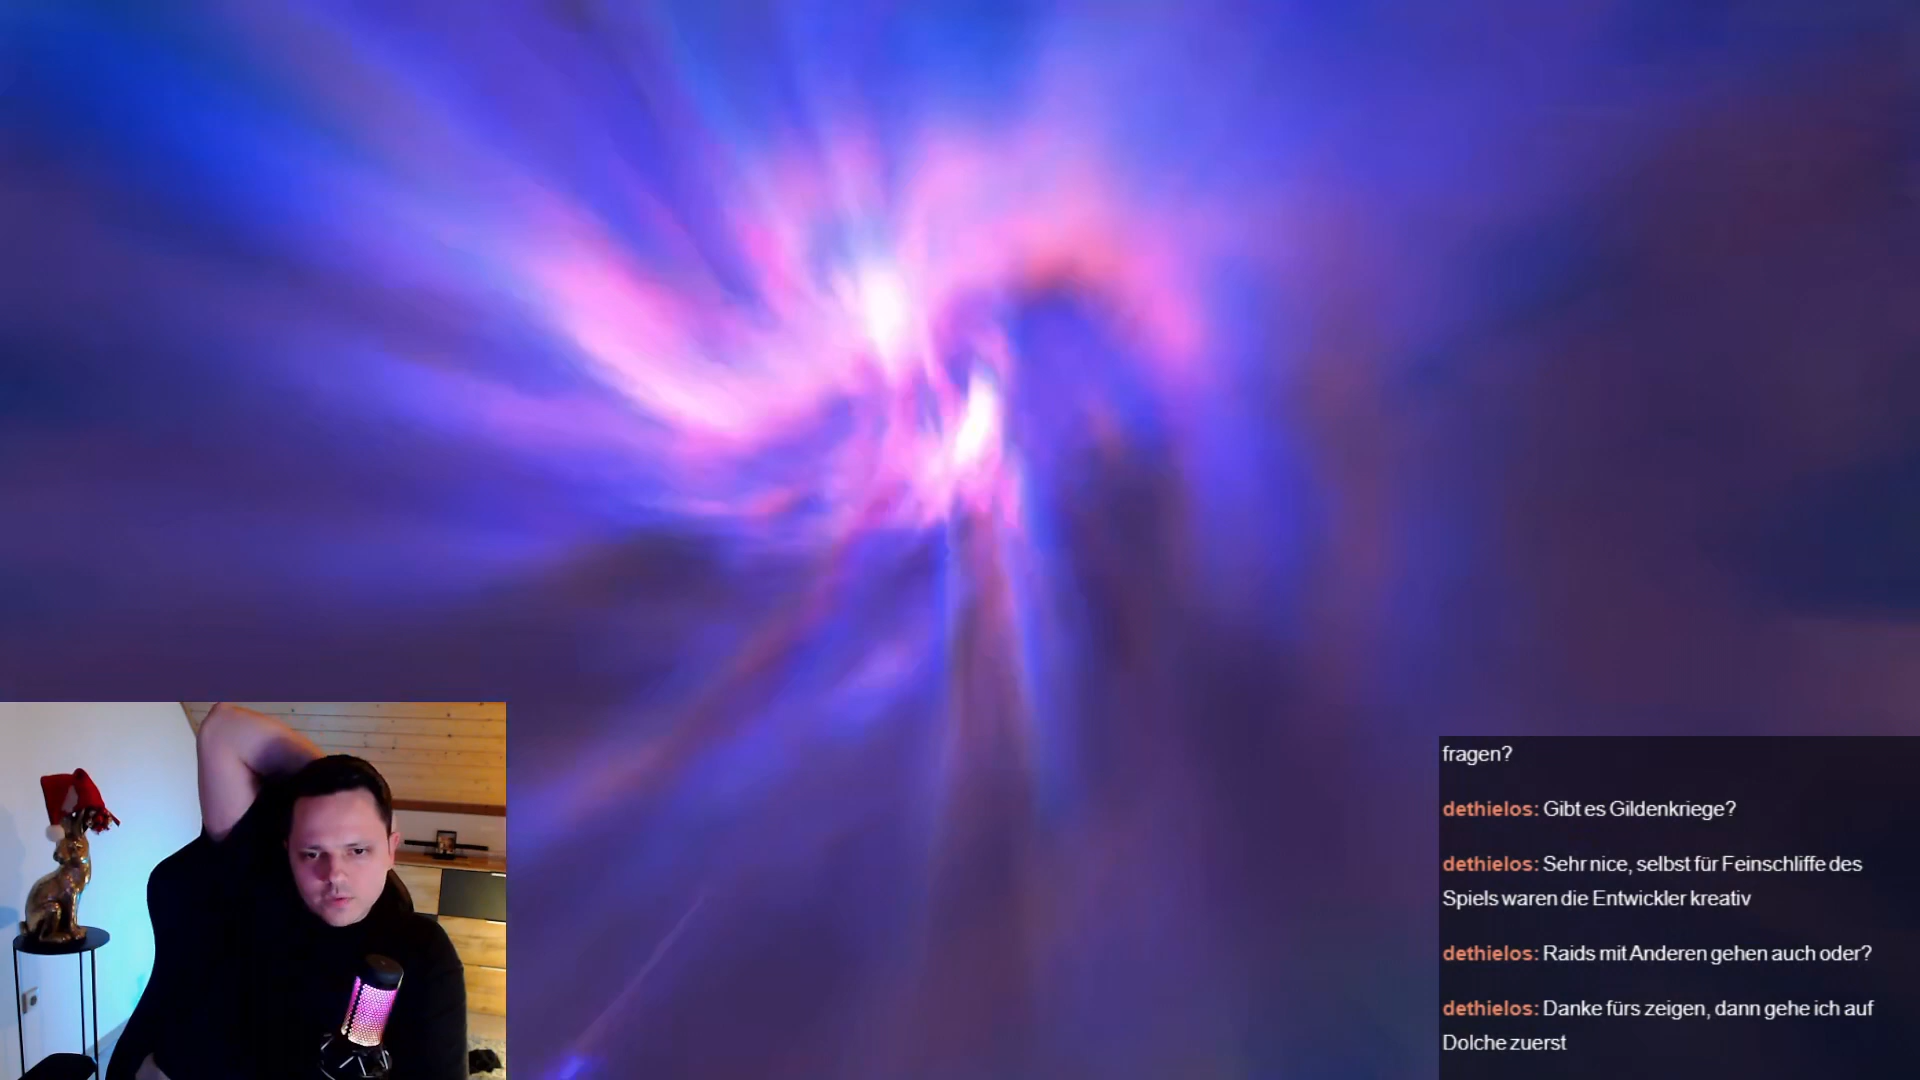 fragen?
dethielos: Gibt es Gildenkriege?
dethielos: Sehr nice, selbst für Feinschliffe des
Spiels waren die Entwickler kreativ
dethielos: Raids mit Anderen gehen auch oder?
dethielos: Danke fürs zeigen, dann gehe ich auf
Dolche zuerst